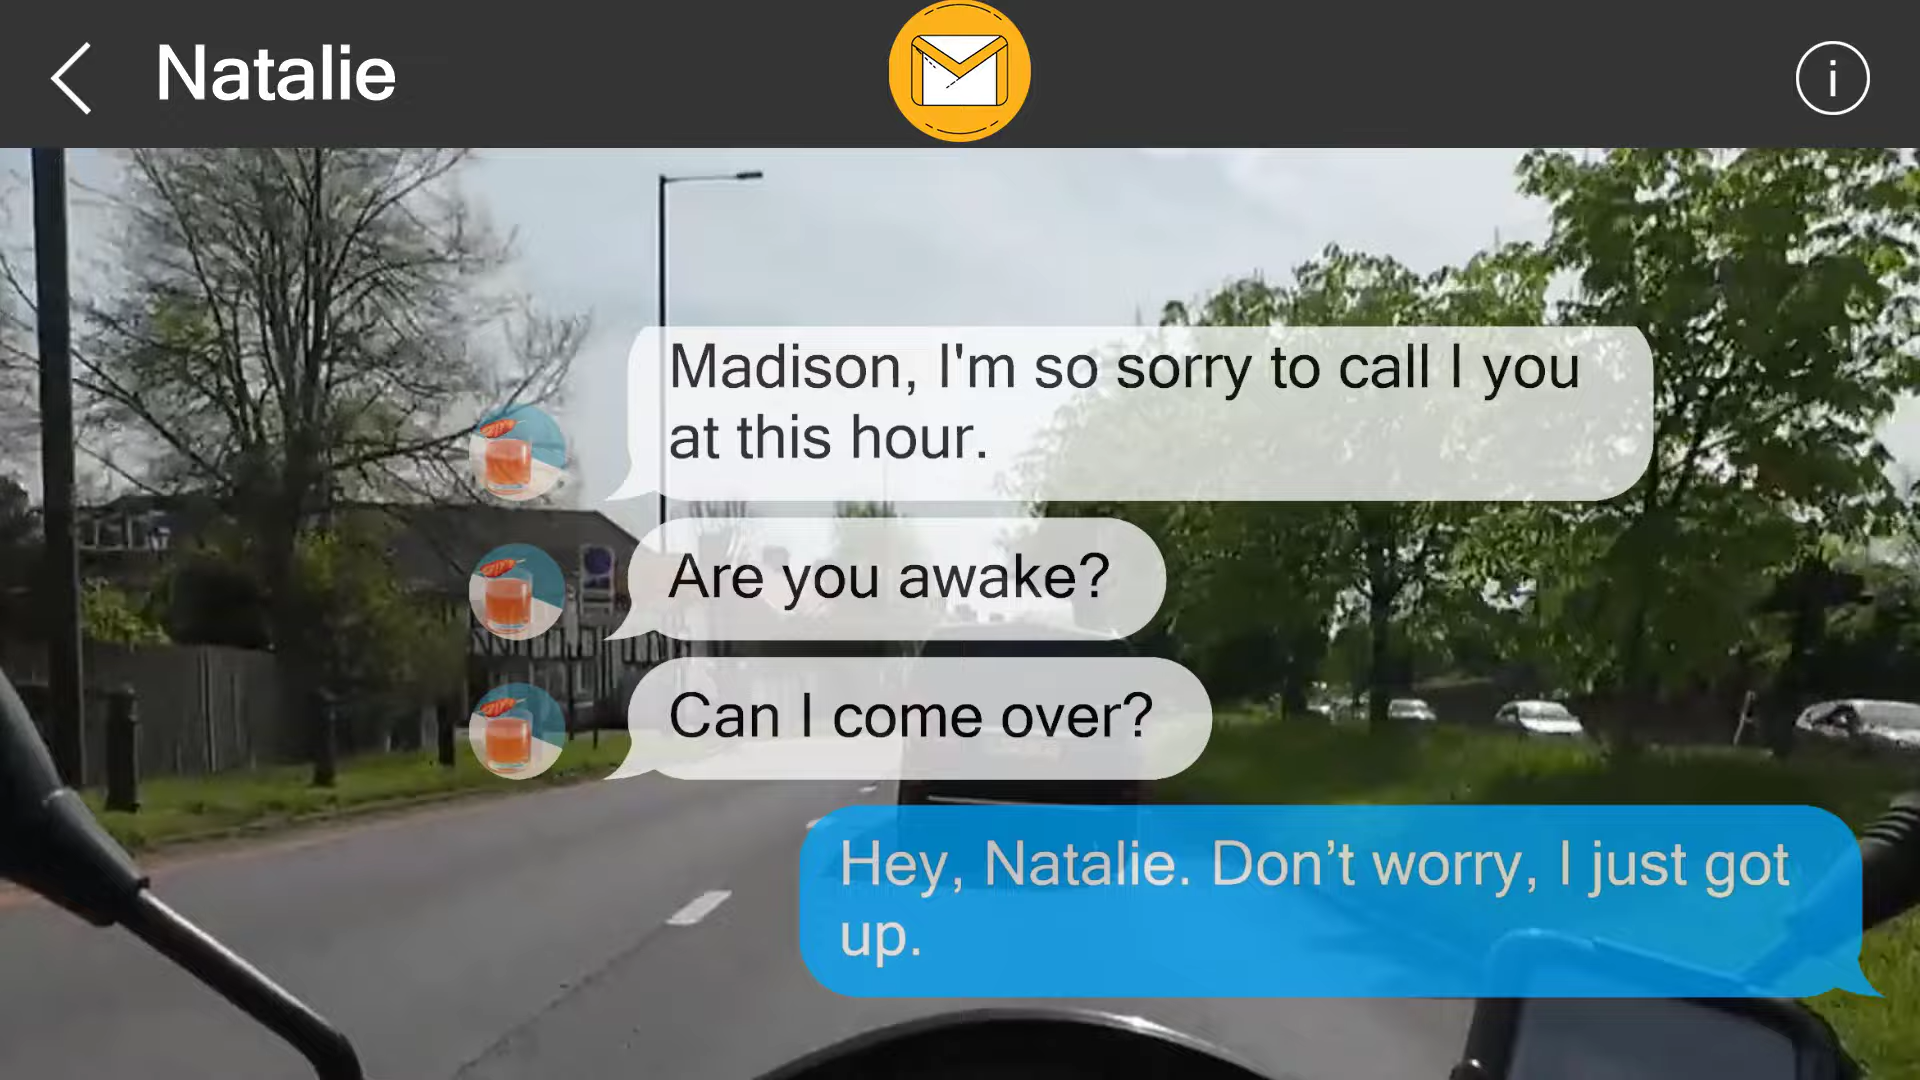 Natalie
i
Madison, I'm so sorry to call I you
at this hour.
Are you awake?
Can I come over?
Hey, Natalie. Don’t worry, I just got
up.